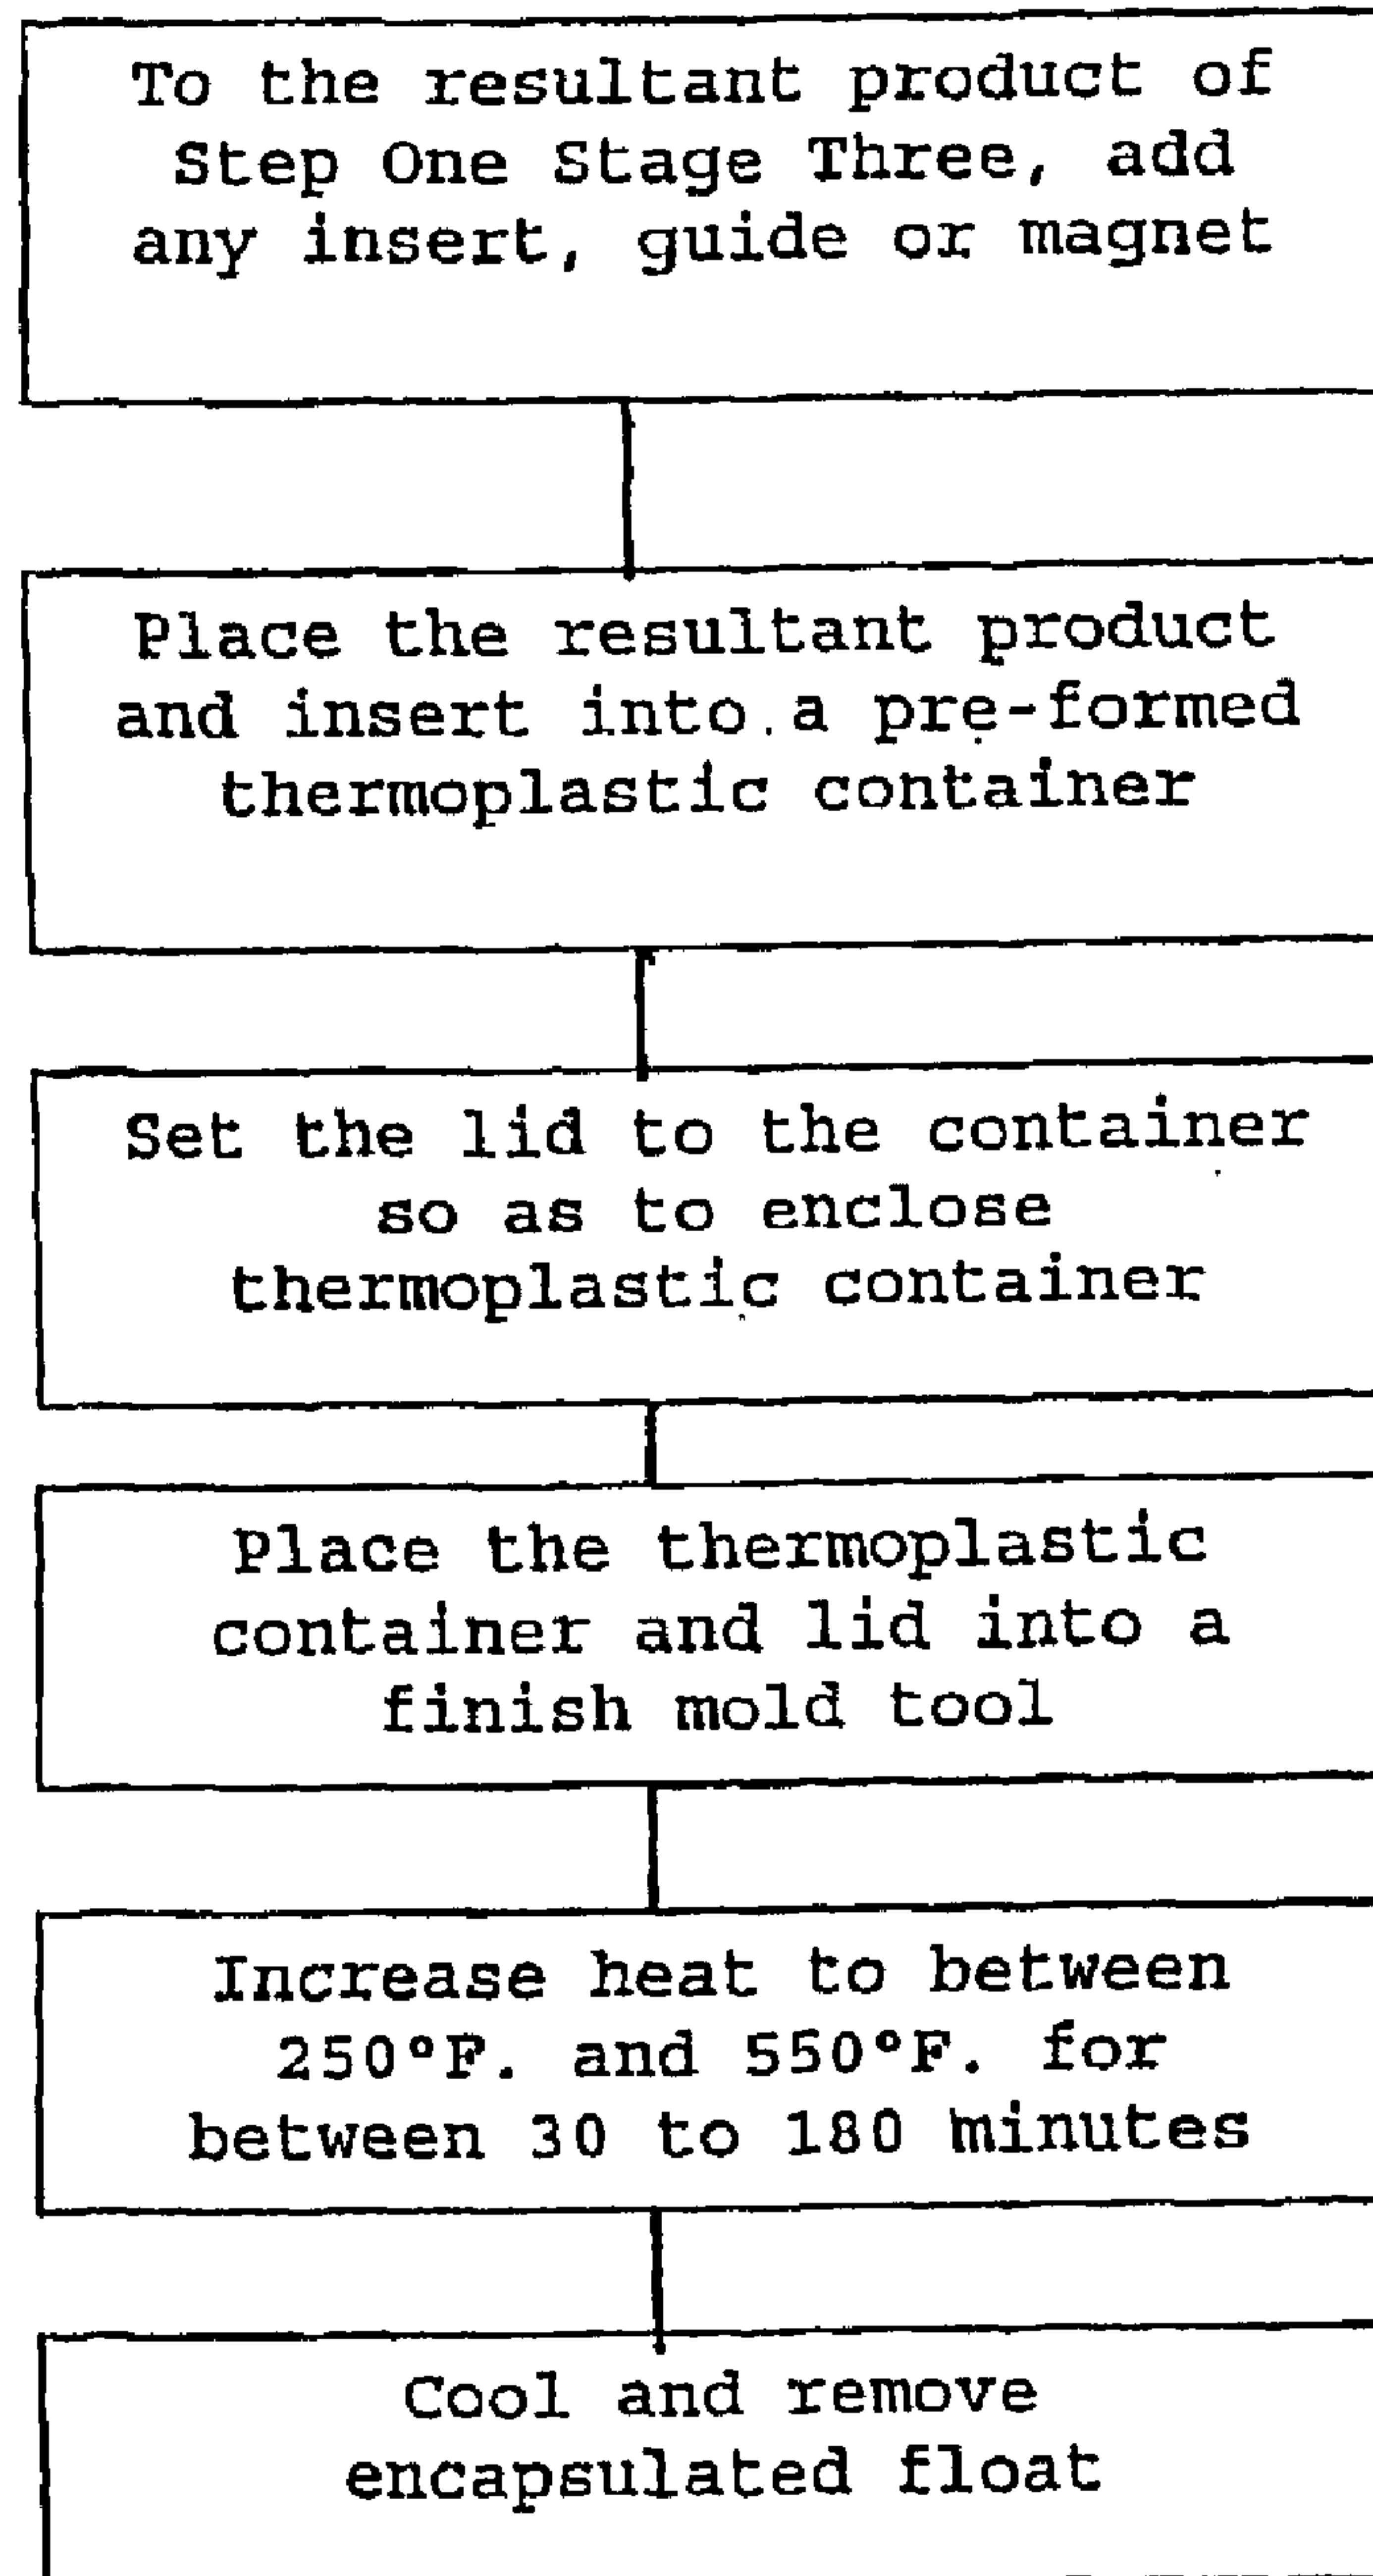 To the resultant product of
Step One Stage Three, add
any insert, guide or magnet
Place the resultant product
and insert into a pre-formed
thermoplastic container
Set the lid to the container
so as to enclose
thermoplastic container
Place the thermoplastic
container and lid into a
finish mold tool
Increase heat to between
250°F. and 550°F. for
between 30 to 180 minutes
Cool and remove
encapsulated float